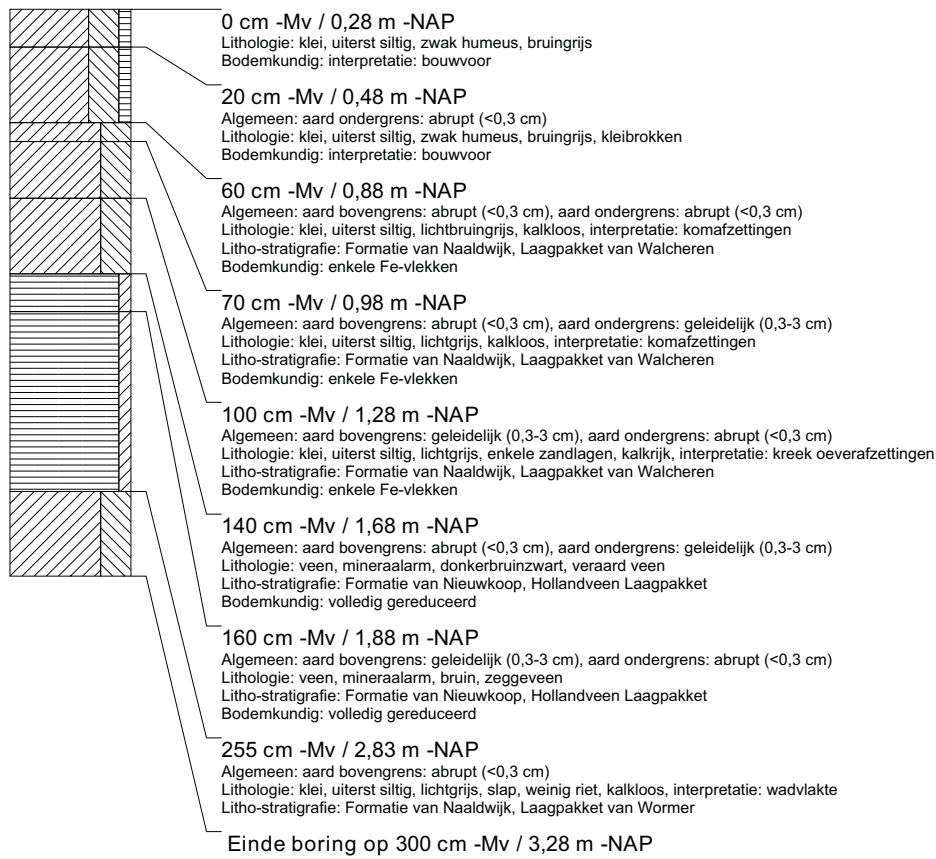 0 cm -Mv / 0,28 m -NAP
Lithologie: klei, uiterst siltig, zwak humeus, bruingrijs
Bodemkundig: interpretatie: bouwvoor
20 cm -Mv / 0,48 m -NAP
Algemeen: aard ondergrens: abrupt (<0,3 cm)
Lithologie: klei, uiterst siltig, zwak humeus, bruingrijs, kleibrokken
Bodemkundig: interpretatie: bouwvoor
60 cm -Mv / 0,88 m -NAP
Algemeen: aard bovengrens: abrupt (<0,3 cm), aard ondergrens: abrupt (<0,3 cm)
Lithologie: klei, uiterst siltig, lichtbruingrijs, kalkloos, interpretatie: komafzettingen
Litho-stratigrafie: Formatie van Naaldwijk, Laagpakket van Walcheren
Bodemkundig: enkele Fe-vlekken
70 cm -Mv / 0,98 m -NAP
Algemeen: aard bovengrens: abrupt (<0,3 cm), aard ondergrens: geleidelijk (0,3-3 cm)
Lithologie: klei, uiterst siltig, lichtgrijs, kalkloos, interpretatie: komafzettingen
Litho-stratigrafie: Formatie van Naaldwijk, Laagpakket van Walcheren
Bodemkundig: enkele Fe-vlekken
100 cm -Mv / 1,28 m -NAP
Algemeen: aard bovengrens: geleidelijk (0,3-3 cm), aard ondergrens: abrupt (<0,3 cm)
Lithologie: klei, uiterst siltig, lichtgrijs, enkele zandlagen, kalkrijk, interpretatie: kreek oeverafzettingen
Litho-stratigrafie: Formatie van Naaldwijk, Laagpakket van Walcheren
Bodemkundig: enkele Fe-vlekken
140 cm -Mv / 1,68 m -NAP
Algemeen: aard bovengrens: abrupt (<0,3 cm), aard ondergrens: geleidelijk (0,3-3 cm)
Lithologie: veen, mineraalarm, donkerbruinzwart, veraard veen
Litho-stratigrafie: Formatie van Nieuwkoop, Hollandveen Laagpakket
Bodemkundig: volledig gereduceerd
160 cm -Mv / 1,88 m -NAP
Algemeen: aard bovengrens: geleidelijk (0,3-3 cm), aard ondergrens: abrupt (<0,3 cm)
Lithologie: veen, mineraalarm, bruin, zeggeveen
Litho-stratigrafie: Formatie van Nieuwkoop, Hollandveen Laagpakket
Bodemkundig: volledig gereduceerd
255 cm -Mv / 2,83 m -NAP
Algemeen: aard bovengrens: abrupt (<0,3 cm)
Lithologie: klei, uiterst siltig, lichtgrijs, slap, weinig riet, kalkloos, interpretatie: wadvlakte
Litho-stratigrafie: Formatie van Naaldwijk, Laagpakket van Wormer
Einde boring op 300 cm -Mv / 3,28 m -NAP